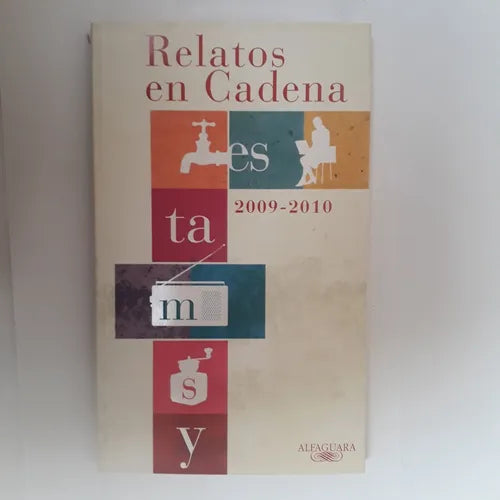 Relatos
en Cadena
es
2009-2010
ta
m
s
y
ALFAGUARA